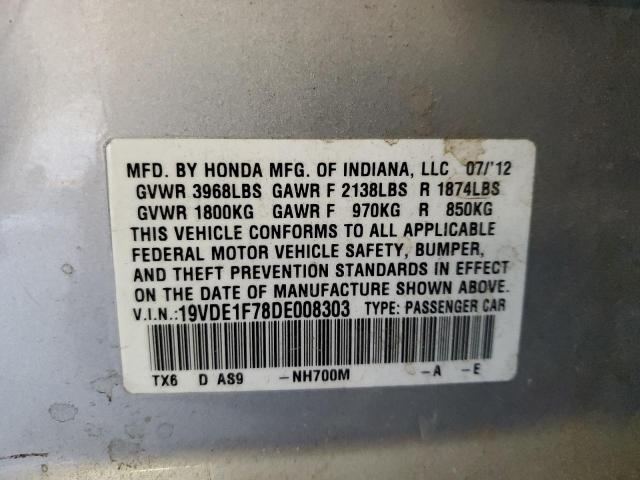 MFD. BY HONDA MFG. OF INDIANA, LLC 07/'12
GVWR 3968LBS GAWR F 2138LBS R 1874LBS
GVWR 1800KG GAWR F 970KG R 850KG
THIS VEHICLE CONFORMS TO ALL APPLICABLE
FEDERAL MOTOR VEHICLE SAFETY, BUMPER,
AND THEFT PREVENTION STANDARDS IN EFFECT
ON THE DATE OF MANUFACTURE SHOWN ABOVE.
V.I.N.:19VDE1F78DE008303 TYPE: PASSENGER CAR
TX6 D AS9 -NH700M -A -E